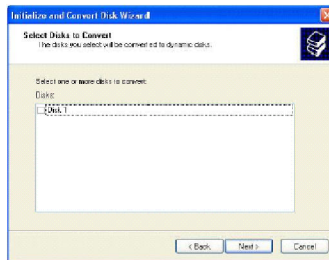 Initialize and Convert Disk Wizard
Select Disks to Convert
The disks you select will be converted to dynamic disks.
Select one or more disks to convert.
Disks:
Disk 1
< Back
Next >
Cancel